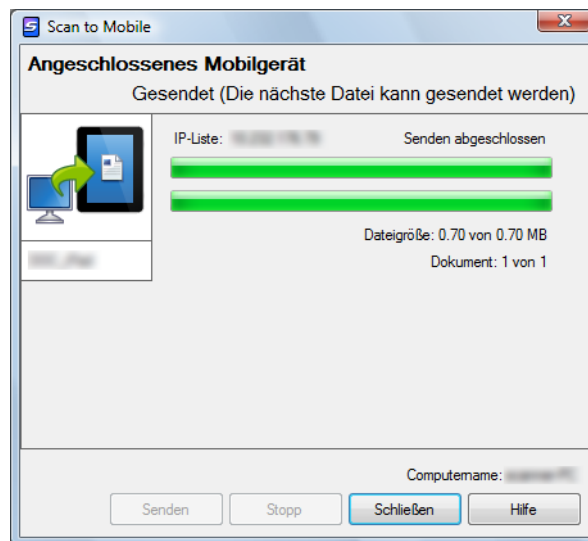 Scan to Mobile
Angeschlossenes Mobilgerät
Gesendet (Die nächste Datei kann gesendet werden)
IP-Liste: Senden abgeschlossen
Dateigröße: 0.70 von 0.70 MB
Dokument: 1 von 1
Computername:
Senden Stopp Schließen Hilfe